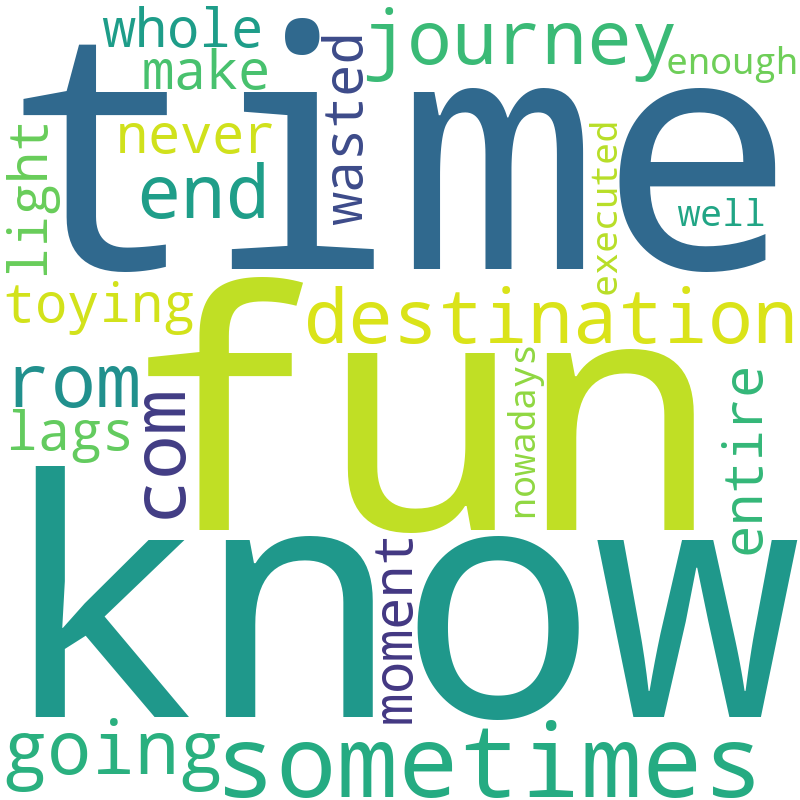 whole
journey
make
wasted
enough
time
never
light
end
executed
well
toying
destination
fun
rom
lags
com
nowadays
entire
know
moment
going
sometimes